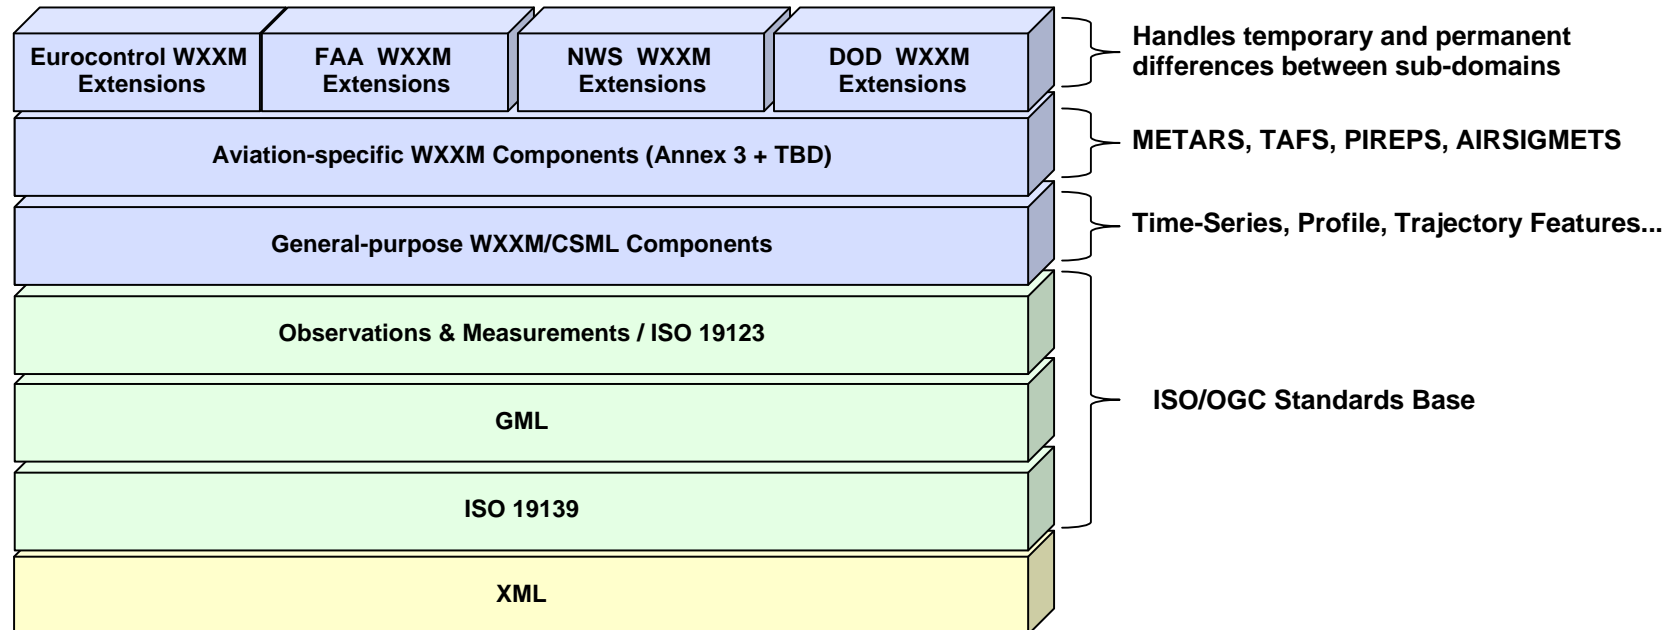 Eurocontrol WXXM
Extensions
FAA WXXM
Extensions
NWS WXXM
Extensions
DOD WXXM
Extensions
Handles temporary and permanent
differences between sub-domains
Aviation-specific WXXM Components (Annex 3 + TBD)
METARS, TAFS, PIREPS, AIRSIGMETS
General-purpose WXXM/CSML Components
Time-Series, Profile, Trajectory Features...
Observations & Measurements / ISO 19123
GML
ISO/OGC Standards Base
ISO 19139
XML